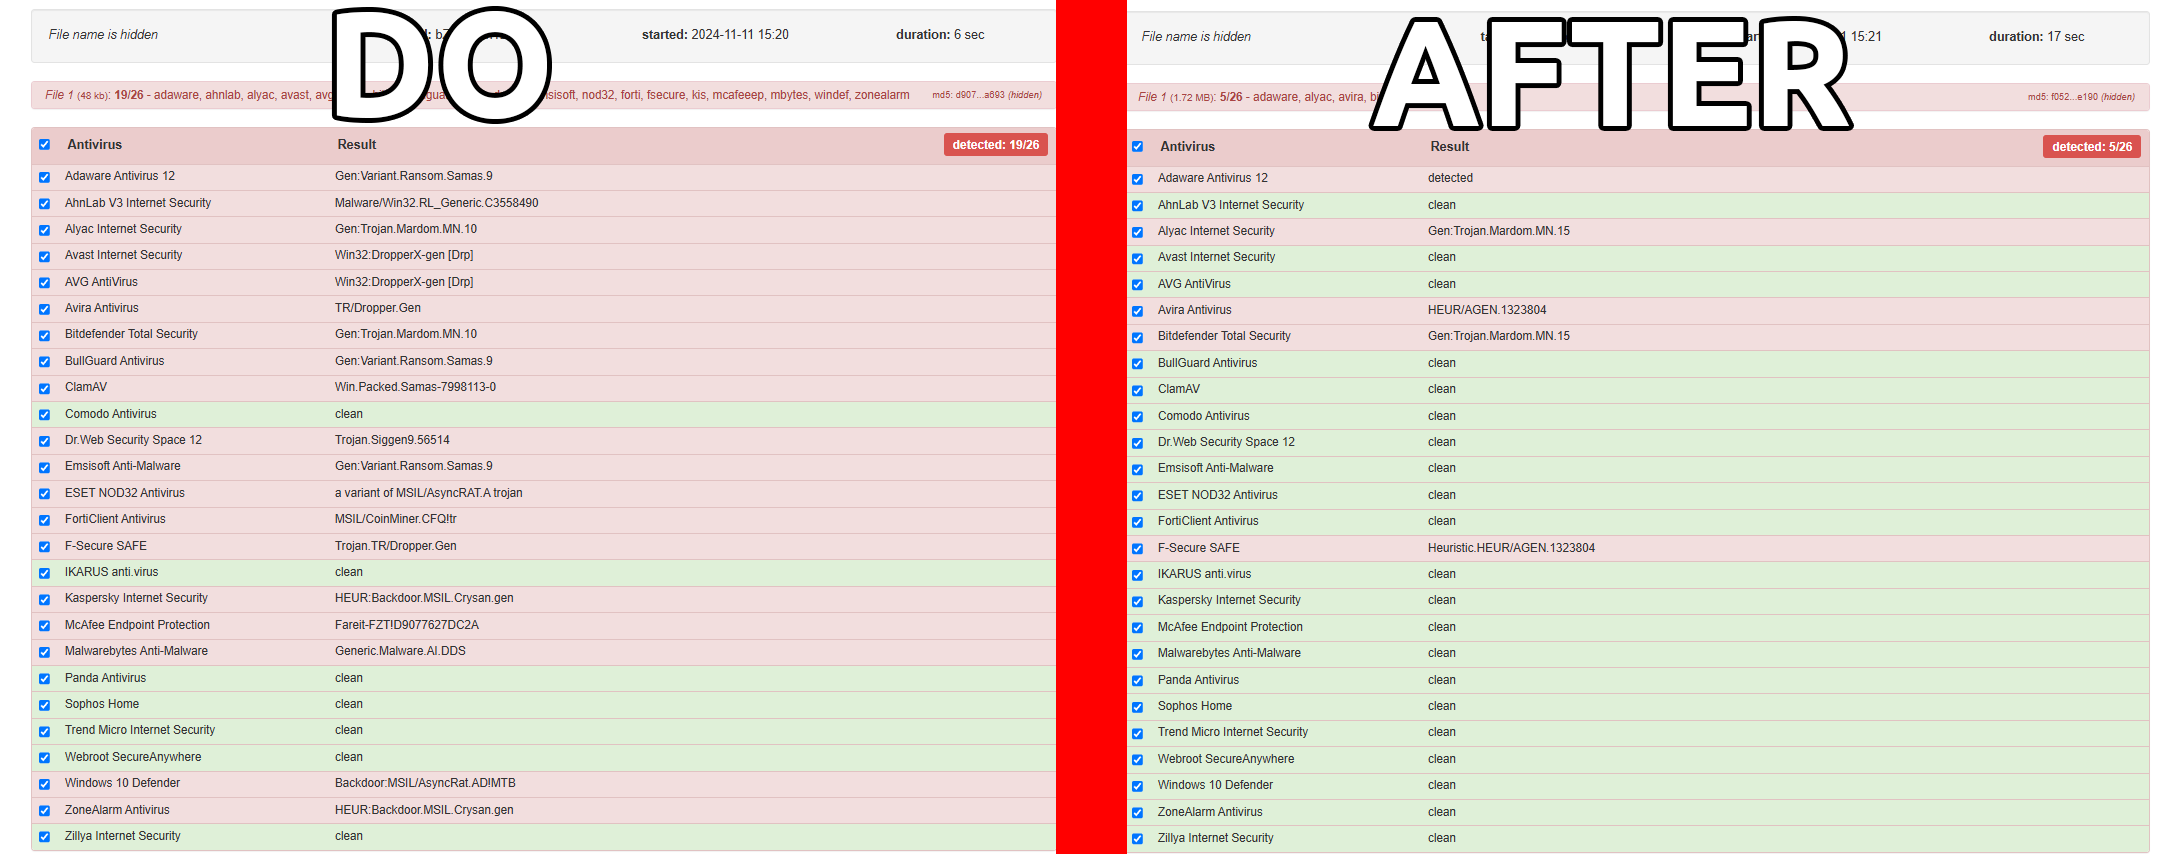 DO
File name is hidden
started: 2024-11-11 15:20
duration: 6 sec
File 1 (48 kb): 19/26 - adaware, ahnlab, alyac, avast, nod32, forti, fsecure, kis, mcafeeep, mbytes, windef, zonealarm
md5: d907...a693 (hidden)
Antivirus Result detected: 19/26
Adaware Antivirus 12 Gen:Variant.Ransom.Samas.9
AhnLab V3 Internet Security Malware/Win32.RL_Generic.C3558490
Alyac Internet Security Gen:Trojan.Mardom.MN.10
Avast Internet Security Win32:DropperX-gen [Drp]
AVG AntiVirus Win32:DropperX-gen [Drp]
Avira Antivirus TR/Dropper.Gen
Bitdefender Total Security Gen:Trojan.Mardom.MN.10
BullGuard Antivirus Gen:Variant.Ransom.Samas.9
ClamAV Win.Packed.Samas-7998113-0
Comodo Antivirus clean
Dr.Web Security Space 12 Trojan.Siggen9.56514
Emsisoft Anti-Malware Gen:Variant.Ransom.Samas.9
ESET NOD32 Antivirus a variant of MSIL/AsyncRAT.A trojan
FortiClient Antivirus MSIL/CoinMiner.CFQ!tr
F-Secure SAFE Trojan.TR/Dropper.Gen
IKARUS anti.virus clean
Kaspersky Internet Security HEUR:Backdoor.MSIL.Crysan.gen
McAfee Endpoint Protection Fareit-FZT!D9077627DC2A
Malwarebytes Anti-Malware Generic.Malware.AI.DDS
Panda Antivirus clean
Sophos Home clean
Trend Micro Internet Security clean
Webroot SecureAnywhere clean
Windows 10 Defender Backdoor:MSIL/AsyncRat.AD!MTB
ZoneAlarm Antivirus HEUR:Backdoor.MSIL.Crysan.gen
Zillya Internet Security clean
AFTER
File name is hidden
15:21
duration: 17 sec
File 1 (1.72 MB): 5/26 - adaware, alyac, avira,
md5: f052...e190 (hidden)
Antivirus Result detected: 5/26
Adaware Antivirus 12 detected
AhnLab V3 Internet Security clean
Alyac Internet Security Gen:Trojan.Mardom.MN.15
Avast Internet Security clean
AVG AntiVirus clean
Avira Antivirus HEUR/AGEN.1323804
Bitdefender Total Security Gen:Trojan.Mardom.MN.15
BullGuard Antivirus clean
ClamAV clean
Comodo Antivirus clean
Dr.Web Security Space 12 clean
Emsisoft Anti-Malware clean
ESET NOD32 Antivirus clean
FortiClient Antivirus clean
F-Secure SAFE Heuristic.HEUR/AGEN.1323804
IKARUS anti.virus clean
Kaspersky Internet Security clean
McAfee Endpoint Protection clean
Malwarebytes Anti-Malware clean
Panda Antivirus clean
Sophos Home clean
Trend Micro Internet Security clean
Webroot SecureAnywhere clean
Windows 10 Defender clean
ZoneAlarm Antivirus clean
Zillya Internet Security clean